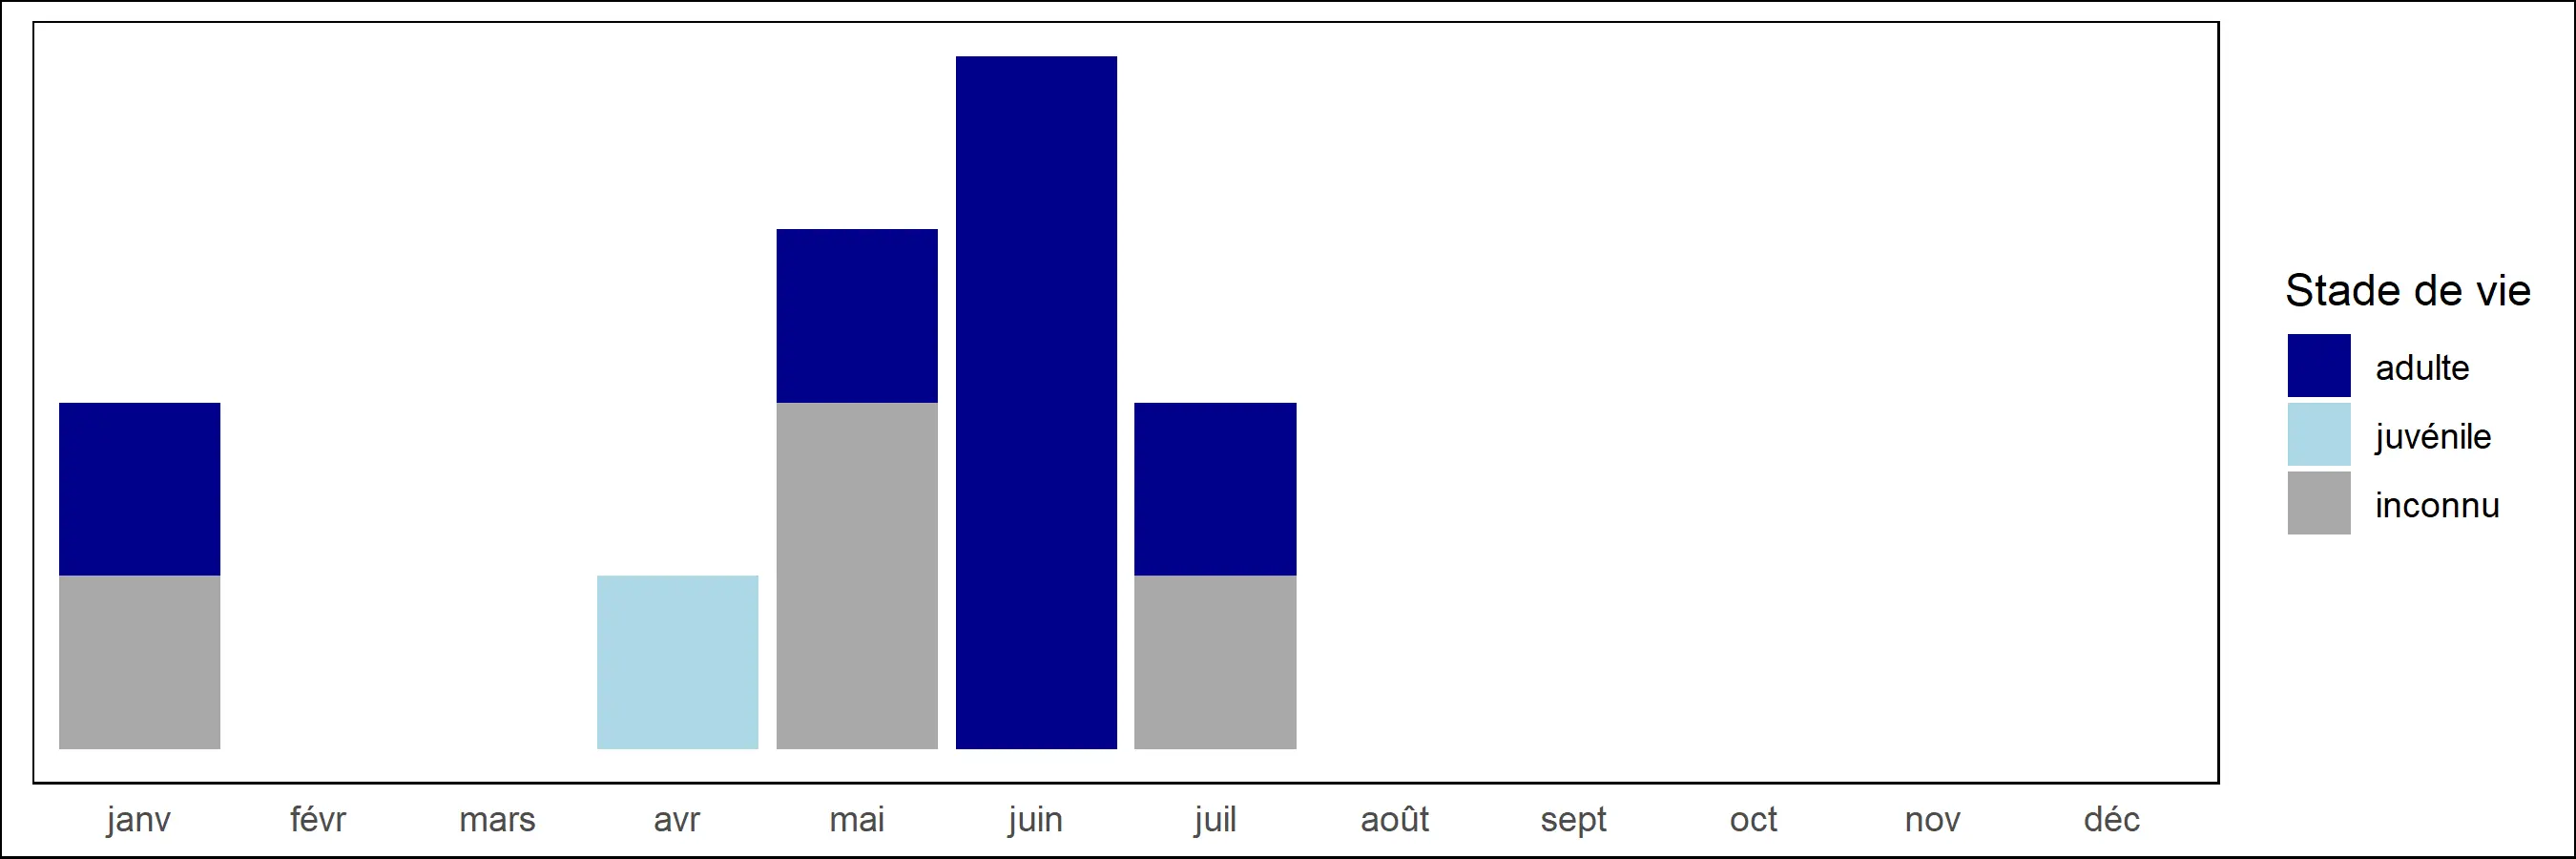 Stade de vie
adulte
juvénile
inconnu
janv févr mars avr mai juin juil août sept oct nov déc